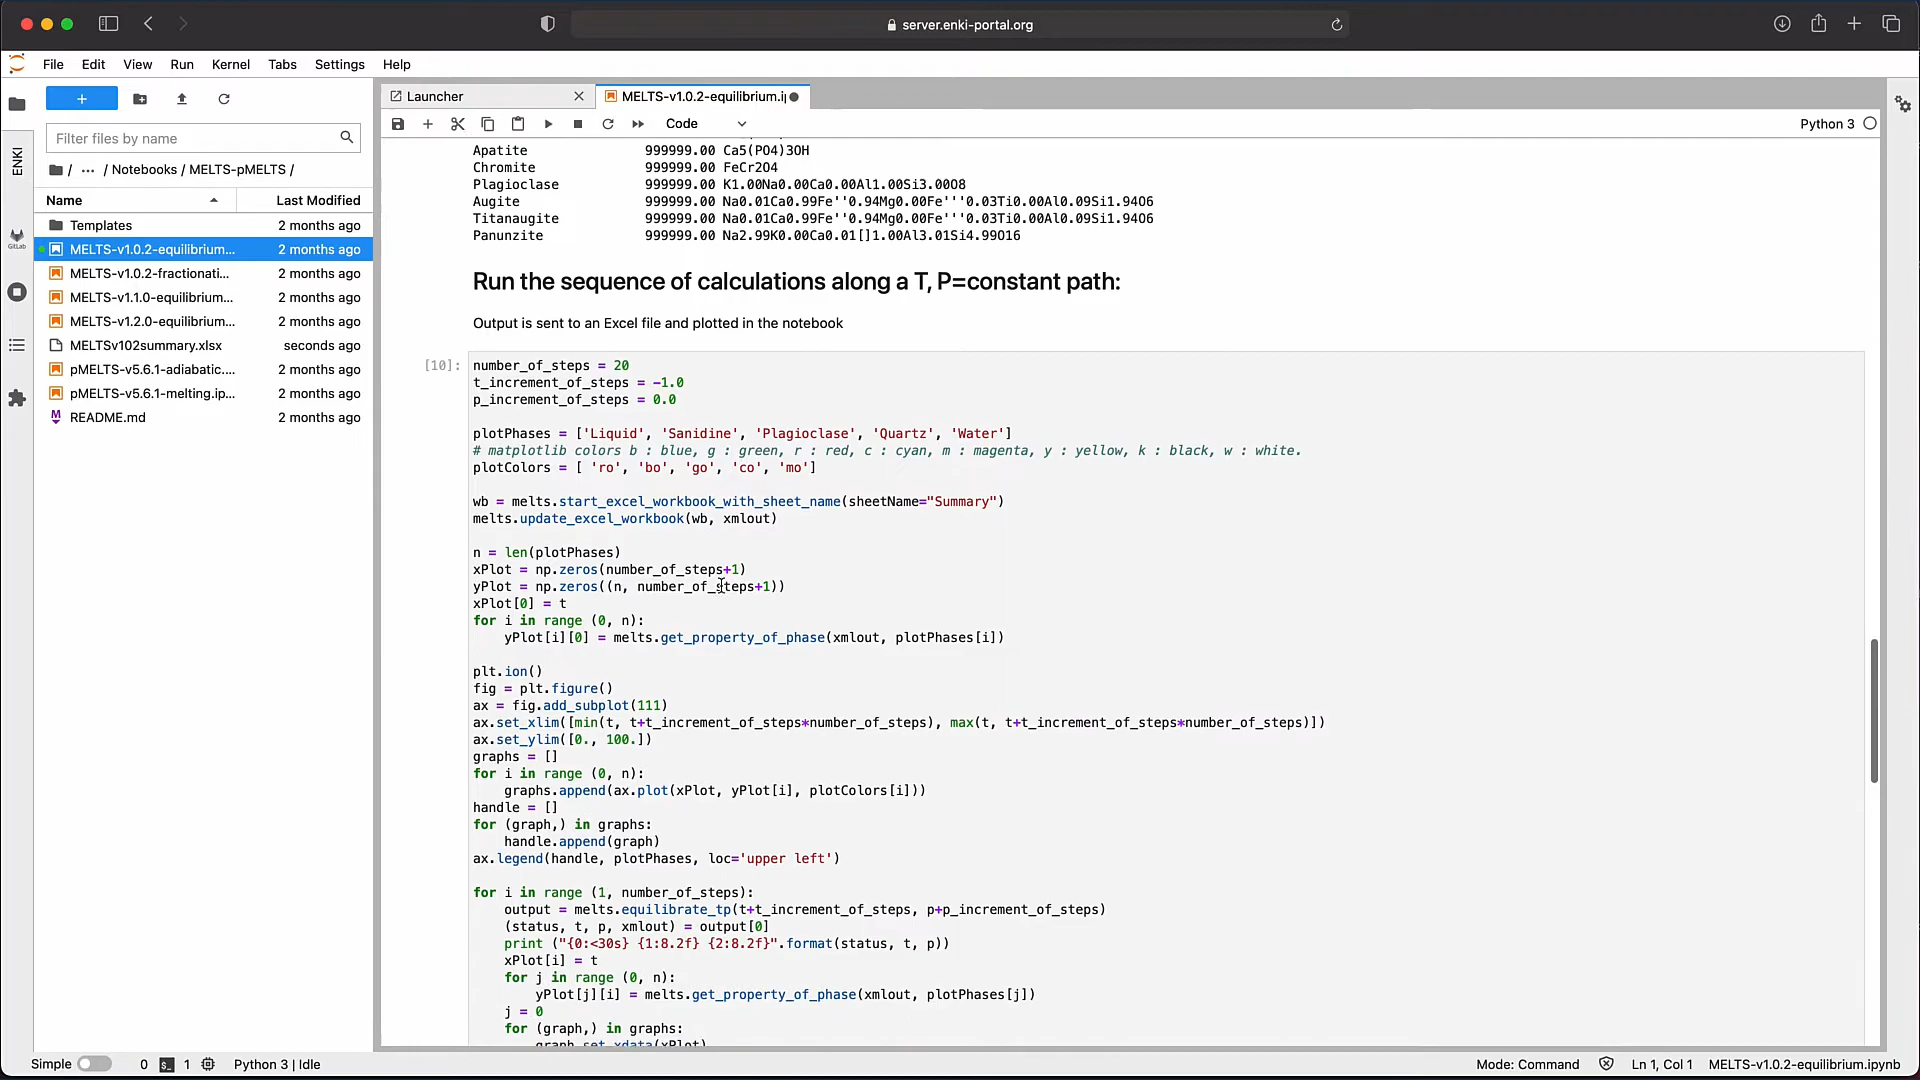 server.enki-portal.org
File Edit View Run Kernel Tabs Settings Help
Launcher
MELTS-v1.0.2-equilibrium.i
Code
Python 3
Filter files by name
/ ··· / Notebooks / MELTS-pMELTS /
Name Last Modified
Templates 2 months ago
MELTS-v1.0.2-equilibrium... 2 months ago
MELTS-v1.0.2-fractionati... 2 months ago
MELTS-v1.1.0-equilibrium... 2 months ago
MELTS-v1.2.0-equilibrium... 2 months ago
MELTSv102summary.xlsx seconds ago
pMELTS-v5.6.1-adiabatic.... 2 months ago
pMELTS-v5.6.1-melting.ip... 2 months ago
README.md 2 months ago
ENKI
GitLab
Apatite 999999.00 Ca5(PO4)3OH
Chromite 999999.00 FeCr2O4
Plagioclase 999999.00 K1.00Na0.00Ca0.00Al1.00Si3.00O8
Augite 999999.00 Na0.01Ca0.99Fe''0.94Mg0.00Fe'''0.03Ti0.00Al0.09Si1.94O6
Titanaugite 999999.00 Na0.01Ca0.99Fe''0.94Mg0.00Fe'''0.03Ti0.00Al0.09Si1.94O6
Panunzite 999999.00 Na2.99K0.00Ca0.01[]1.00Al3.01Si4.99O16
Run the sequence of calculations along a T, P=constant path:
Output is sent to an Excel file and plotted in the notebook
[10]:
number_of_steps = 20
t_increment_of_steps = -1.0
p_increment_of_steps = 0.0
plotPhases = ['Liquid', 'Sanidine', 'Plagioclase', 'Quartz', 'Water']
# matplotlib colors b : blue, g : green, r : red, c : cyan, m : magenta, y : yellow, k : black, w : white.
plotColors = [ 'ro', 'bo', 'go', 'co', 'mo']
wb = melts.start_excel_workbook_with_sheet_name(sheetName="Summary")
melts.update_excel_workbook(wb, xmlout)
n = len(plotPhases)
xPlot = np.zeros(number_of_steps+1)
yPlot = np.zeros((n, number_of_steps+1))
xPlot[0] = t
for i in range (0, n):
    yPlot[i][0] = melts.get_property_of_phase(xmlout, plotPhases[i])
plt.ion()
fig = plt.figure()
ax = fig.add_subplot(111)
ax.set_xlim([min(t, t+t_increment_of_steps*number_of_steps), max(t, t+t_increment_of_steps*number_of_steps)])
ax.set_ylim([0., 100.])
graphs = []
for i in range (0, n):
    graphs.append(ax.plot(xPlot, yPlot[i], plotColors[i]))
handle = []
for (graph,) in graphs:
    handle.append(graph)
ax.legend(handle, plotPhases, loc='upper left')
for i in range (1, number_of_steps):
    output = melts.equilibrate_tp(t+t_increment_of_steps, p+p_increment_of_steps)
    (status, t, p, xmlout) = output[0]
    print ("{0:<30s} {1:8.2f} {2:8.2f}".format(status, t, p))
    xPlot[i] = t
    for j in range (0, n):
        yPlot[j][i] = melts.get_property_of_phase(xmlout, plotPhases[j])
    j = 0
    for (graph,) in graphs:
        graph.set_xdata(xPlot)
Simple 0 1 Python 3 | Idle Mode: Command Ln 1, Col 1 MELTS-v1.0.2-equilibrium.ipynb